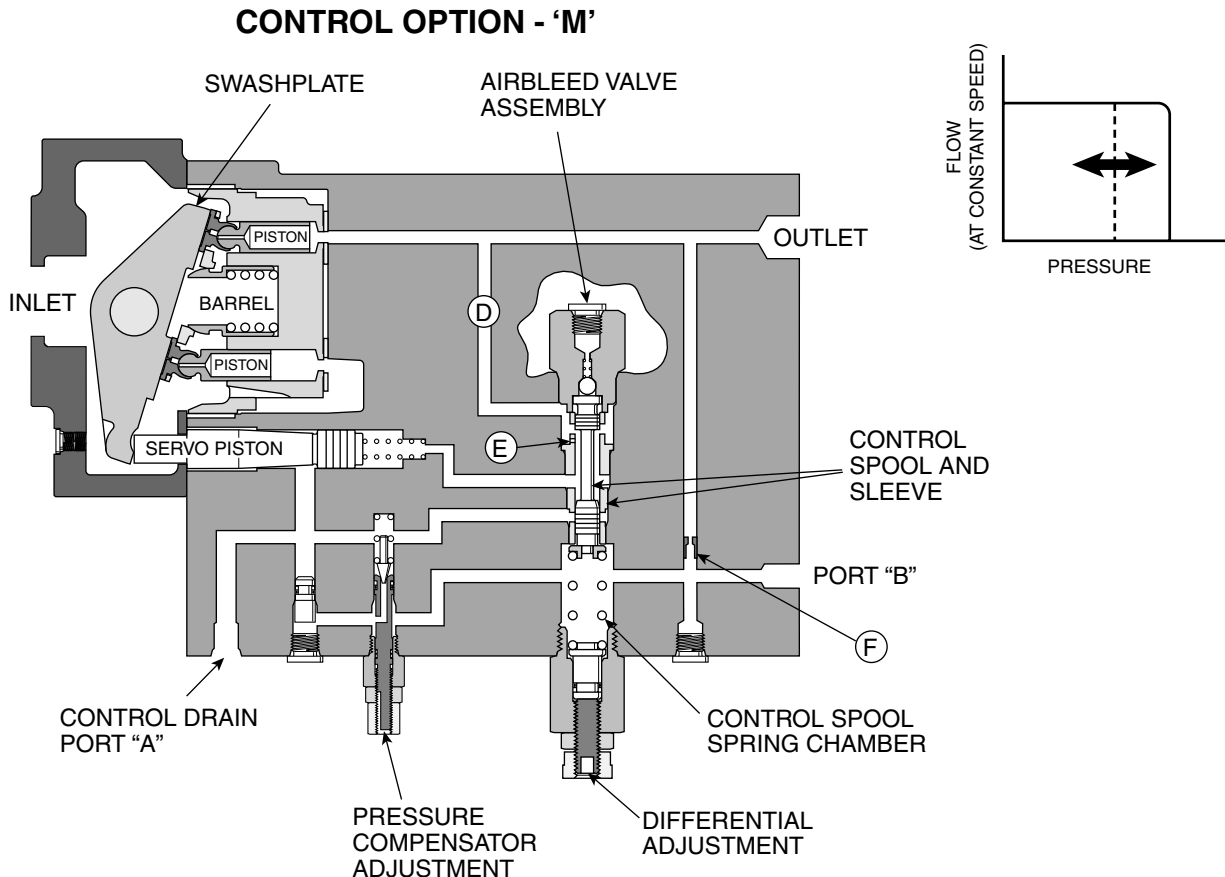 CONTROL OPTION - ‘M’
SWASHPLATE
AIRBLEED VALVE
ASSEMBLY
FLOW
(AT CONSTANT SPEED)
PRESSURE
PISTON
OUTLET
INLET
BARREL
D
PISTON
SERVO PISTON
E
CONTROL
SPOOL AND
SLEEVE
PORT “B”
F
CONTROL DRAIN
PORT “A”
CONTROL SPOOL
SPRING CHAMBER
PRESSURE
COMPENSATOR
ADJUSTMENT
DIFFERENTIAL
ADJUSTMENT